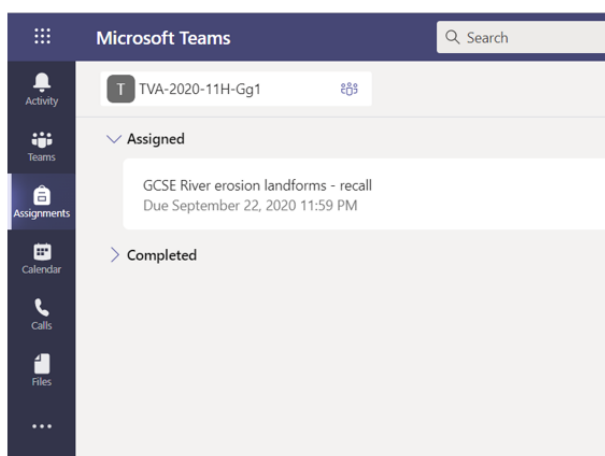 Microsoft Teams
Search
Activity
Teams
Assignments
Calendar
Calls
Files
T TVA-2020-11H-Gg1
Assigned
GCSE River erosion landforms - recall
Due September 22, 2020 11:59 PM
Completed